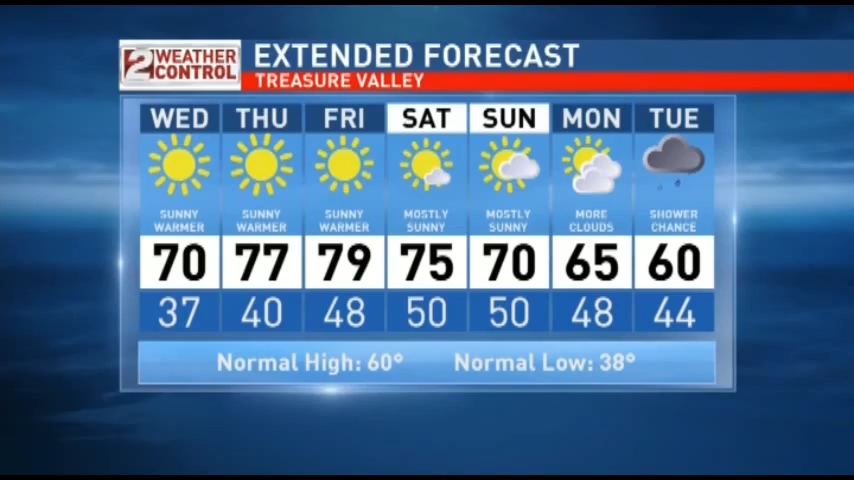 2 WEATHER CONTROL
EXTENDED FORECAST
TREASURE VALLEY
WED THU FRI SAT SUN MON TUE
SUNNY SUNNY SUNNY MOSTLY MOSTLY MORE SHOWER
WARMER WARMER WARMER SUNNY SUNNY CLOUDS CHANCE
70 77 79 75 70 65 60
37 40 48 50 50 48 44
Normal High: 60° Normal Low: 38°